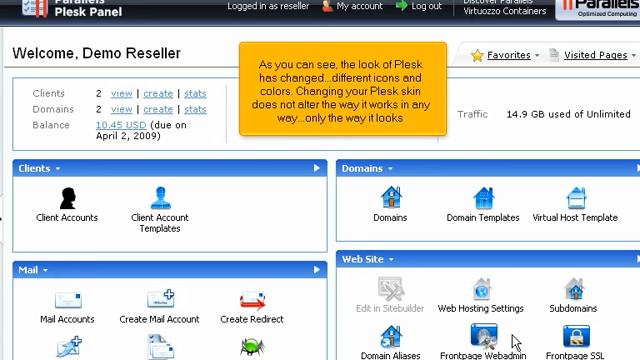 Parallels
Plesk Panel
Logged in as reseller
My account
Log out
Discover Parallels
Virtuozzo Containers
Parallels
Optimized Computing
Welcome, Demo Reseller
Favorites
Visited Pages
As you can see, the look of Plesk
has changed...different icons and
colors. Changing your Plesk skin
does not alter the way it works in any
way...only the way it looks
Clients 2 view create stats
Domains 2 view create stats
Balance 10.45 USD (due on
April 2, 2009)
Traffic 14.9 GB used of Unlimited
Clients
Client Accounts
Client Account
Templates
Domains
Domains
Domain Templates
Virtual Host Template
Mail
Mail Accounts
Create Mail Account
Create Redirect
Web Site
Edit in Sitebuilder
Web Hosting Settings
Subdomains
Domain Aliases
Frontpage Webadmin
Frontpage SSL